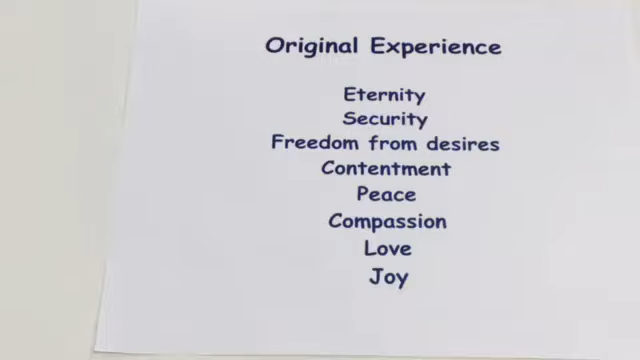 Original Experience
Eternity
Security
Freedom from desires
Contentment
Peace
Compassion
Love
Joy